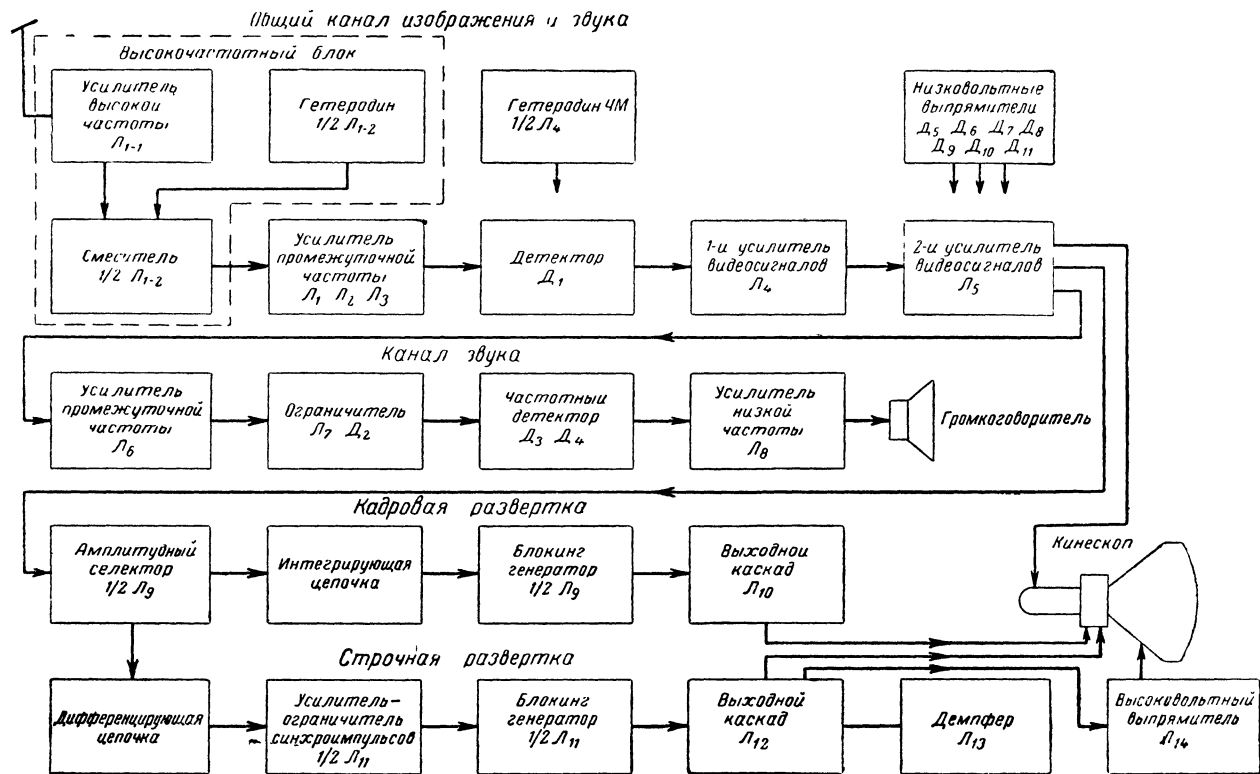 Общий канал изображения и звука
Высокочастотный блок
Усилитель
высокой
частоты
Л1-1
Гетеродин
1/2 Л1-2
Гетеродин ЧМ
1/2 Л4
Низковольтные
выпрямители
Д5 Д6 Д7 Д8
Д9 Д10 Д11
Смеситель
1/2 Л1-2
Усилитель
промежуточной
частоты
Л1 Л2 Л3
Детектор
Д1
1-й усилитель
видеосигналов
Л4
2-й усилитель
видеосигналов
Л5
Канал звука
Усилитель
промежуточной
частоты
Л6
Ограничитель
Л7 Д2
Частотный
детектор
Д3 Д4
Усилитель
низкой
частоты
Л8
Громкоговоритель
Кадровая развертка
Амплитудный
селектор
1/2 Л9
Интегрирующая
цепочка
Блокинг
генератор
1/2 Л9
Выходной
каскад
Л10
Кинескоп
Строчная развертка
Дифференцирующая
цепочка
Усилитель-
ограничитель
синхроимпульсов
1/2 Л11
Блокинг
генератор
1/2 Л11
Выходной
каскад
Л12
Демпфер
Л13
Высоковольтный
выпрямитель
Л14